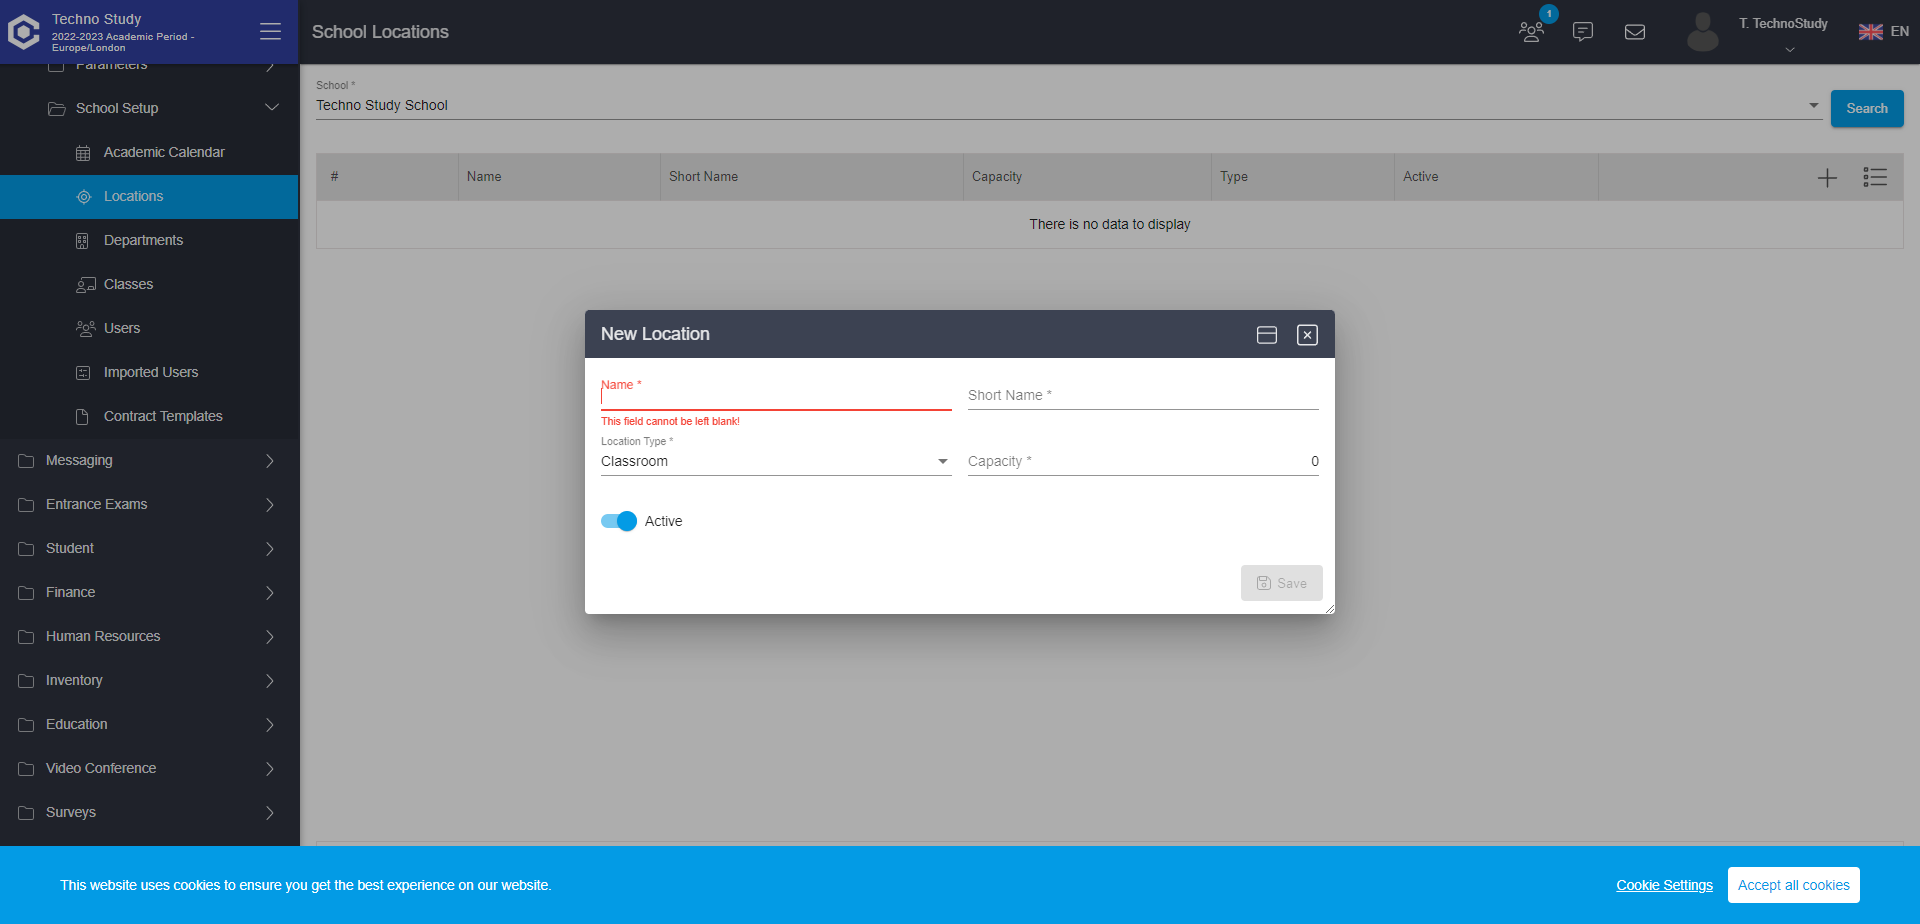 Techno Study
2022-2023 Academic Period -
Europe/London
School Locations
1
T. TechnoStudy
EN
Parameters
School Setup
Academic Calendar
Locations
Departments
Classes
Users
Imported Users
Contract Templates
Messaging
Entrance Exams
Student
Finance
Human Resources
Inventory
Education
Video Conference
Surveys
School *
Techno Study School
Search
# Name Short Name Capacity Type Active
There is no data to display
New Location
Name *
Short Name *
This field cannot be left blank!
Location Type *
Classroom
Capacity * 0
Active
Save
This website uses cookies to ensure you get the best experience on our website.
Cookie Settings
Accept all cookies